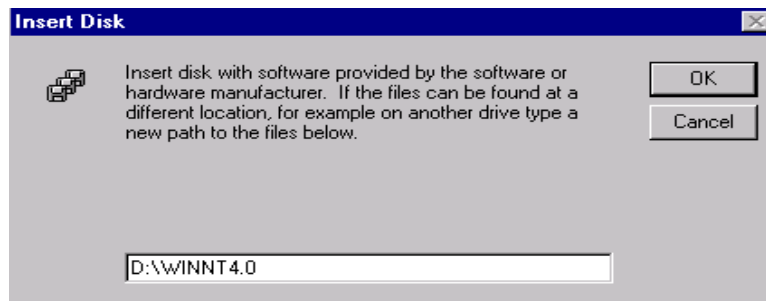 Insert Disk
Insert disk with software provided by the software or
hardware manufacturer. If the files can be found at a
different location, for example on another drive type a
new path to the files below.
OK
Cancel
D:\WINNT4.0